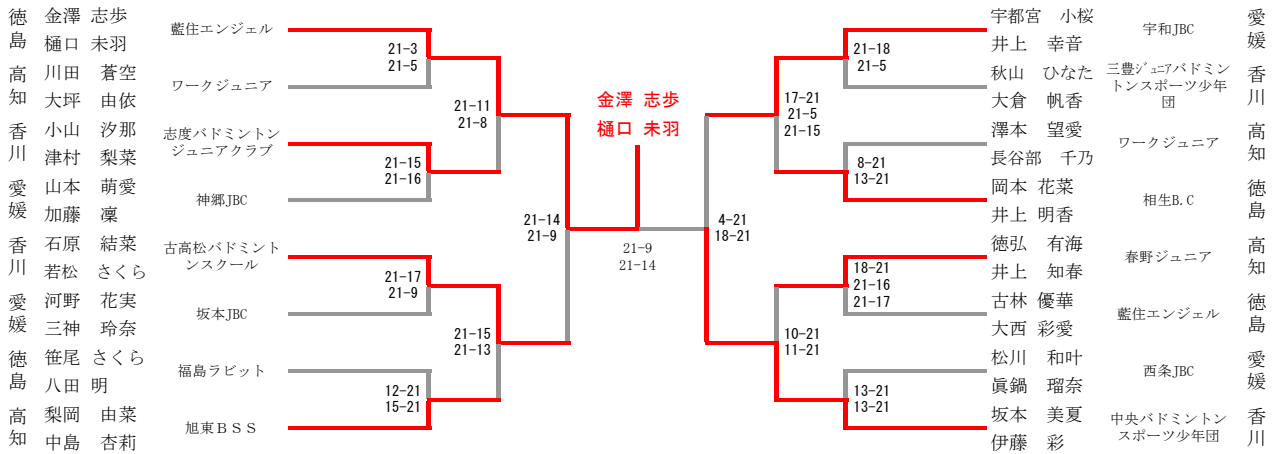 徳島
金澤 志歩
樋口 未羽
藍住エンジェル
高知
川田 蒼空
大坪 由依
ワークジュニア
21-3
21-5
香川
小山 汐那
津村 梨菜
志度バドミントン
ジュニアクラブ
愛媛
山本 萌愛
加藤 凜
神郷JBC
21-15
21-16
21-11
21-8
香川
石原 結菜
若松 さくら
古高松バドミント
ンスクール
愛媛
河野 花実
三神 玲奈
坂本JBC
21-17
21-9
徳島
笹尾 さくら
八田 明
福島ラビット
高知
梨岡 由菜
中島 杏莉
旭東BSS
12-21
15-21
21-15
21-13
21-14
21-9
金澤 志歩
樋口 未羽
21-9
21-14
宇都宮 小桜
井上 幸音
宇和JBC
愛媛
秋山 ひなた
大倉 帆香
三豊ジュニアバドミン
トンスポーツ少年
団
香川
21-18
21-5
澤本 望愛
長谷部 千乃
ワークジュニア
高知
岡本 花菜
井上 明香
相生B.C
徳島
8-21
13-21
17-21
21-5
21-15
徳弘 有海
井上 知春
春野ジュニア
高知
古林 優華
大西 彩愛
藍住エンジェル
徳島
18-21
21-16
21-17
松川 和叶
眞鍋 瑠奈
西条JBC
愛媛
坂本 美夏
伊藤 彩
中央バドミントン
スポーツ少年団
香川
13-21
13-21
10-21
11-21
4-21
18-21